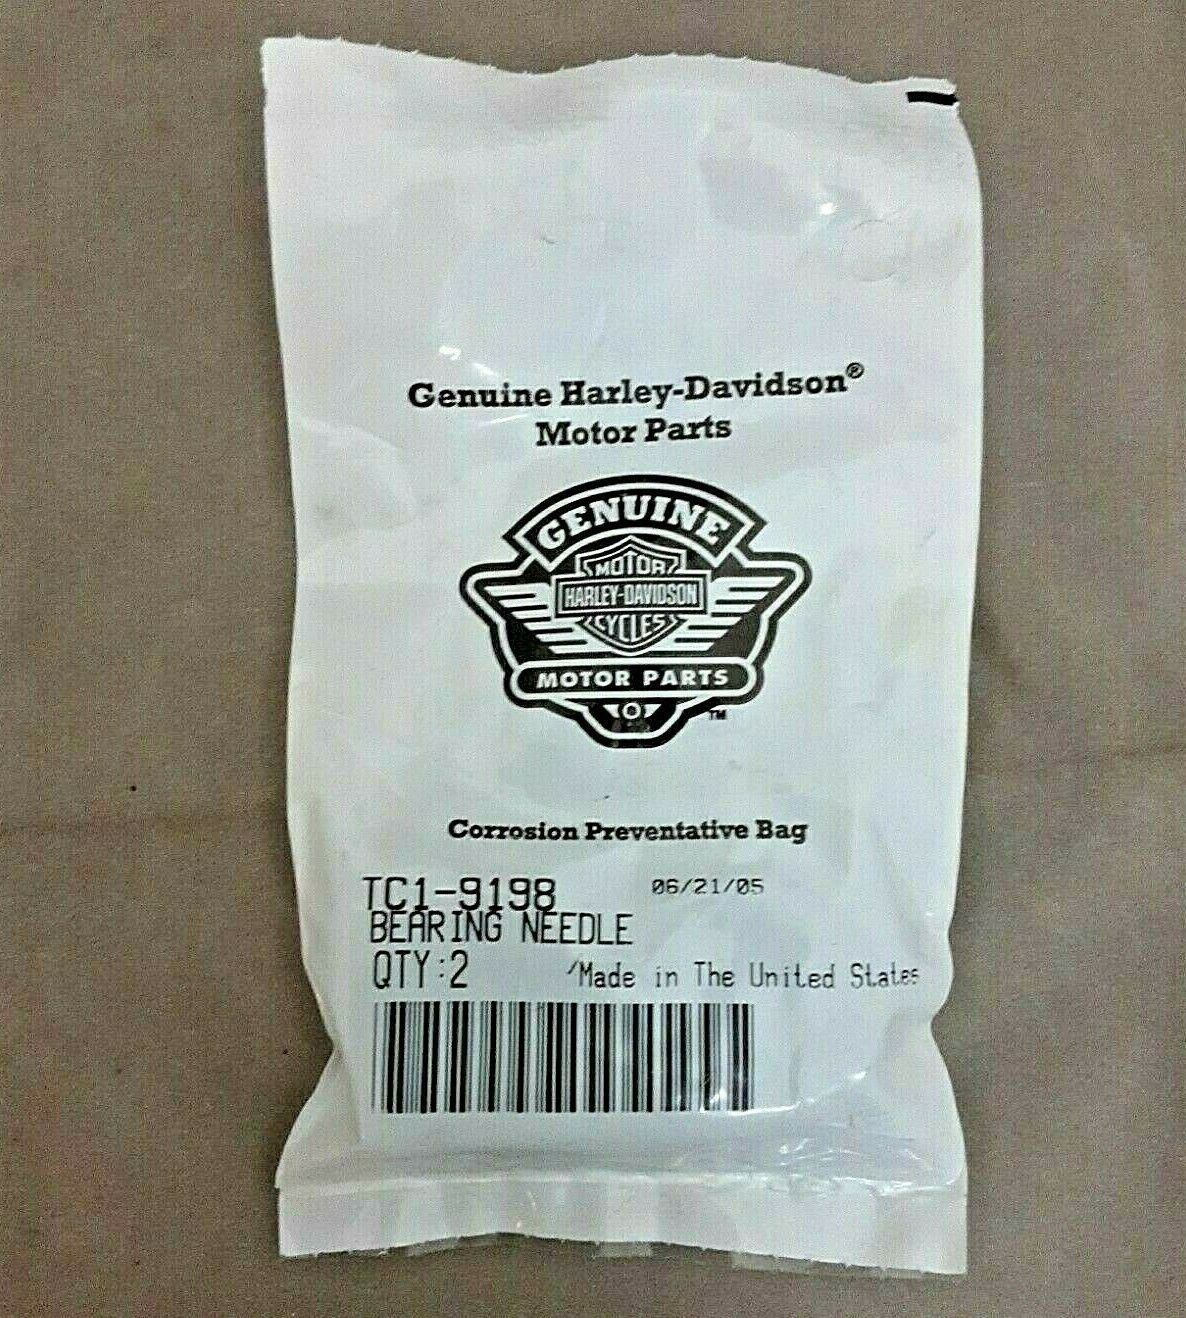 Genuine Harley-Davidson®
Motor Parts
GENUINE
MOTOR
HARLEY-DAVIDSON
CYCLES
MOTOR PARTS
TM
Corrosion Preventative Bag
TC1-9198 06/21/05
BEARING NEEDLE
QTY:2 /Made in The United States